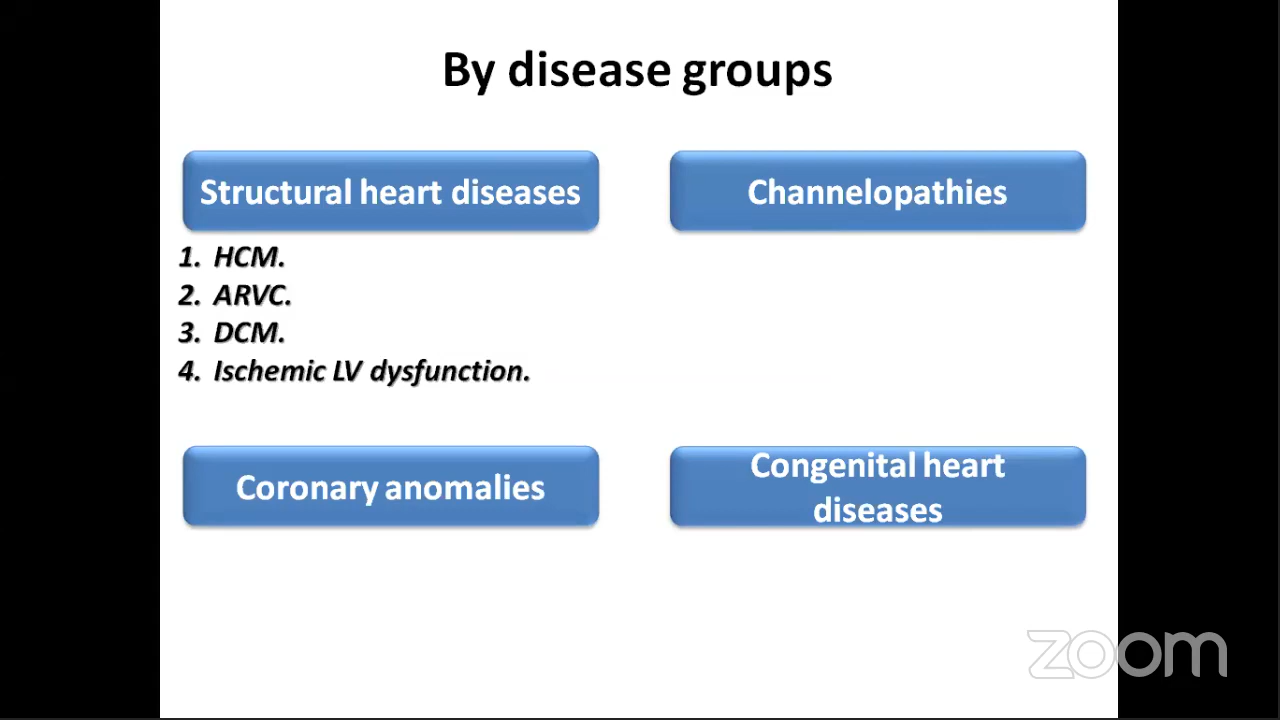 By disease groups
Structural heart diseases
Channelopathies
1. HCM.
2. ARVC.
3. DCM.
4. Ischemic LV dysfunction.
Coronary anomalies
Congenital heart
diseases
zoom